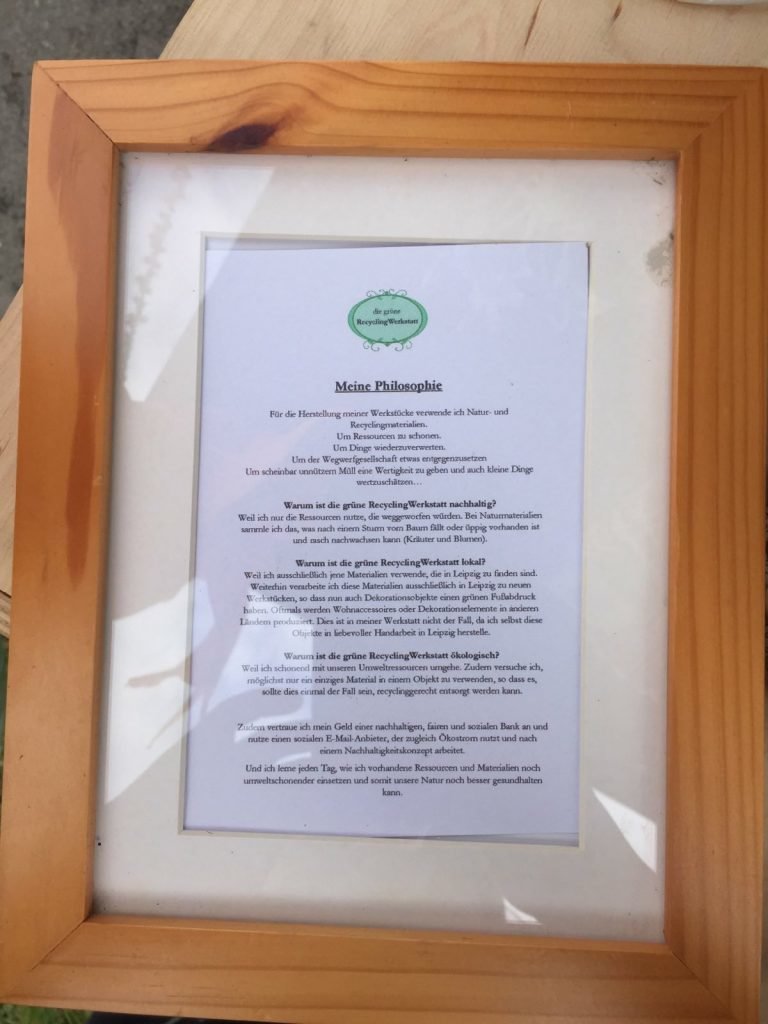 die grüne
RecyclingWerkstatt
Meine Philosophie
Für die Herstellung meiner Werkstücke verwende ich Natur- und
Recyclingmaterialien.
Um Ressourcen zu schonen.
Um Dinge wiederzuverwerten.
Um der Wegwerfgesellschaft etwas entgegenzusetzen
Um scheinbar unnützem Müll eine Wertigkeit zu geben und auch kleine Dinge
wertzuschätzen…
Warum ist die grüne RecyclingWerkstatt nachhaltig?
Weil ich nur die Ressourcen nutze, die weggeworfen würden. Bei Naturmaterialien
sammle ich das, was nach einem Sturm vom Baum fällt oder üppig vorhanden ist
und rasch nachwachsen kann (Kräuter und Blumen).
Warum ist die grüne RecyclingWerkstatt lokal?
Weil ich ausschließlich jene Materialien verwende, die in Leipzig zu finden sind.
Weiterhin verarbeite ich diese Materialien ausschließlich in Leipzig zu neuen
Werkstücken, so dass nun auch Dekorationsobjekte einen grünen Fußabdruck
haben. Oftmals werden Wohnaccessoires oder Dekorationselemente in anderen
Ländern produziert. Dies ist in meiner Werkstatt nicht der Fall, da ich selbst diese
Objekte in liebevoller Handarbeit in Leipzig herstelle.
Warum ist die grüne RecyclingWerkstatt ökologisch?
Weil ich schonend mit unseren Umweltressourcen umgehe. Zudem versuche ich,
möglichst nur ein einziges Material in einem Objekt zu verwenden, so dass es,
sollte dies einmal der Fall sein, recyclinggerecht entsorgt werden kann.
Zudem vertraue ich mein Geld einer nachhaltigen, fairen und sozialen Bank an und
nutze einen sozialen E-Mail-Anbieter, der zugleich Ökostrom nutzt und nach
einem Nachhaltigkeitskonzept arbeitet.
Und ich lerne jeden Tag, wie ich vorhandene Ressourcen und Materialien noch
umweltschonender einsetzen und somit unsere Natur noch besser gesundhalten
kann.